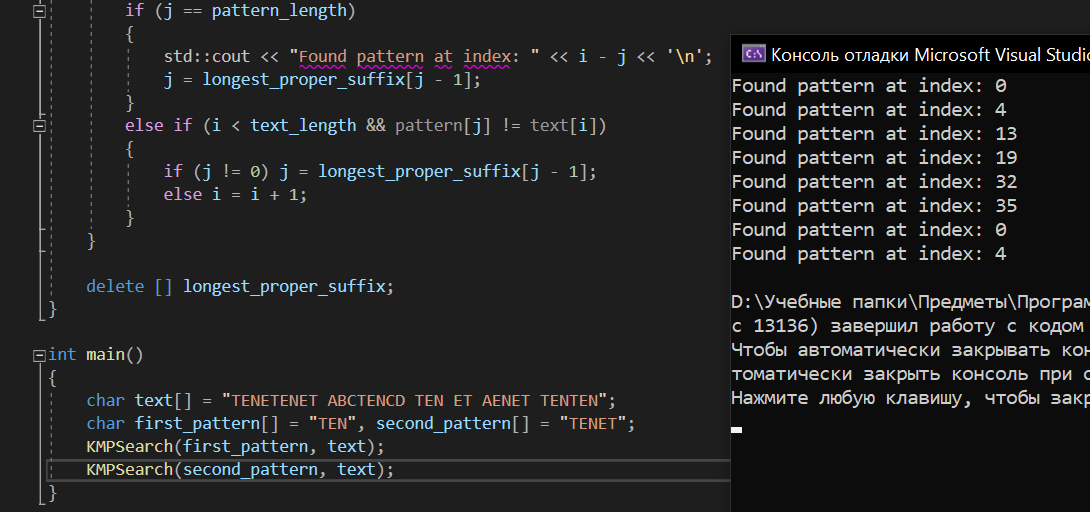 if (j == pattern_length)
{
std::cout << "Found pattern at index: " << i - j << '\n';
j = longest_proper_suffix[j - 1];
}
else if (i < text_length && pattern[j] != text[i])
{
if (j != 0) j = longest_proper_suffix[j - 1];
else i = i + 1;
}
}
delete [] longest_proper_suffix;
}
int main()
{
char text[] = "TENETENET ABCTENCD TEN ET AENET TENTEN";
char first_pattern[] = "TEN", second_pattern[] = "TENET";
KMPSearch(first_pattern, text);
KMPSearch(second_pattern, text);
}
C:\ Консоль отладки Microsoft Visual Studio
Found pattern at index: 0
Found pattern at index: 4
Found pattern at index: 13
Found pattern at index: 19
Found pattern at index: 32
Found pattern at index: 35
Found pattern at index: 0
Found pattern at index: 4
D:\Учебные папки\Предметы\Програм
с 13136) завершил работу с кодом
Чтобы автоматически закрывать кон
томатически закрыть консоль при о
Нажмите любую клавишу, чтобы закр